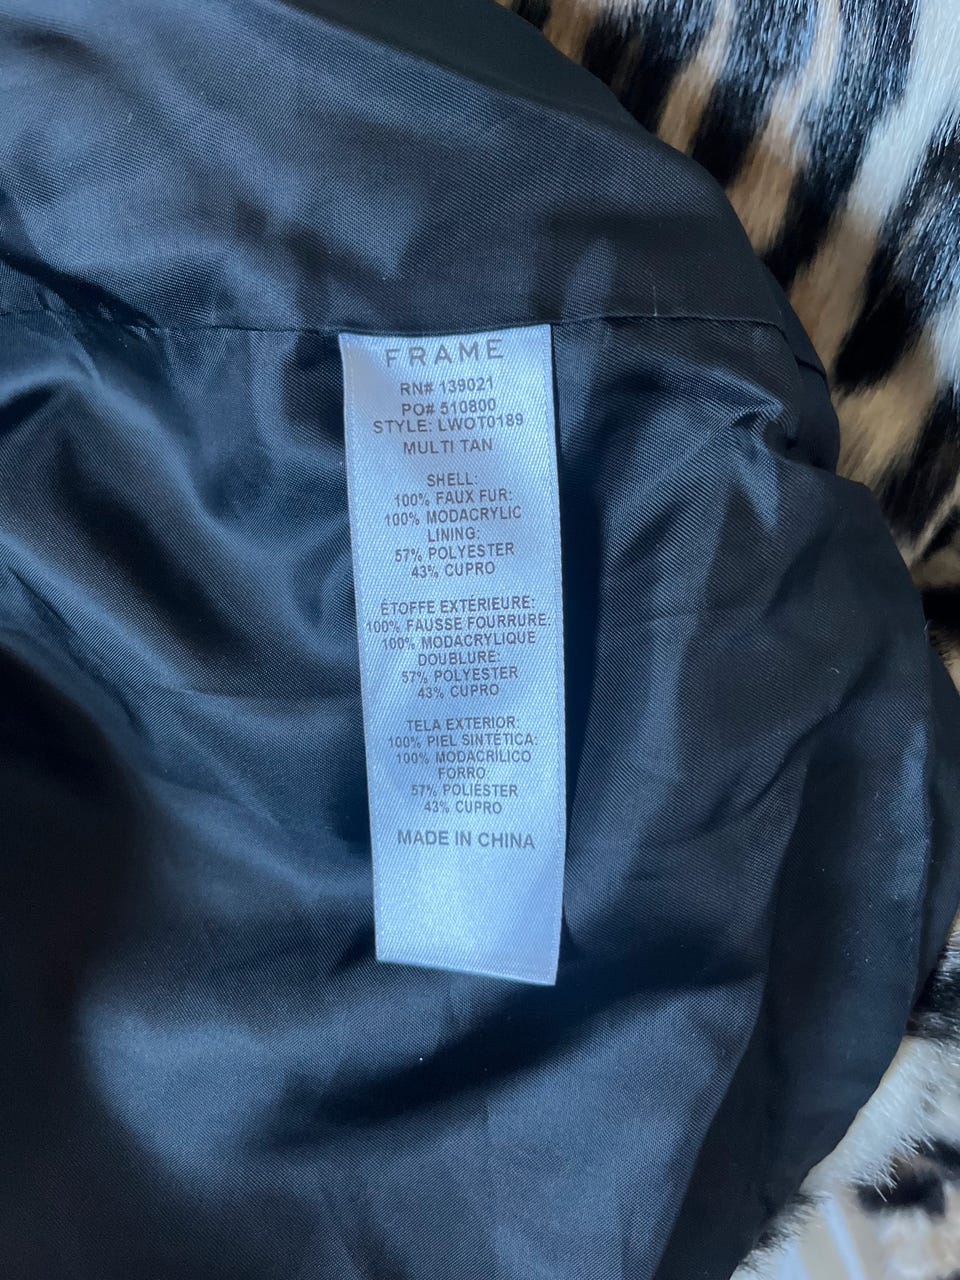 FRAME
RN# 139021
PO# 510800
STYLE: LWOT0189
MULTI TAN
SHELL:
100% FAUX FUR:
100% MODACRYLIC
LINING:
57% POLYESTER
43% CUPRO
ÉTOFFE EXTÉRIEURE:
100% FAUSSE FOURRURE:
100% MODACRYLIQUE
DOUBLURE:
57% POLYESTER
43% CUPRO
TELA EXTERIOR:
100% PIEL SINTÉTICA:
100% MODACRÍLICO
FORRO
57% POLIÉSTER
43% CUPRO
MADE IN CHINA